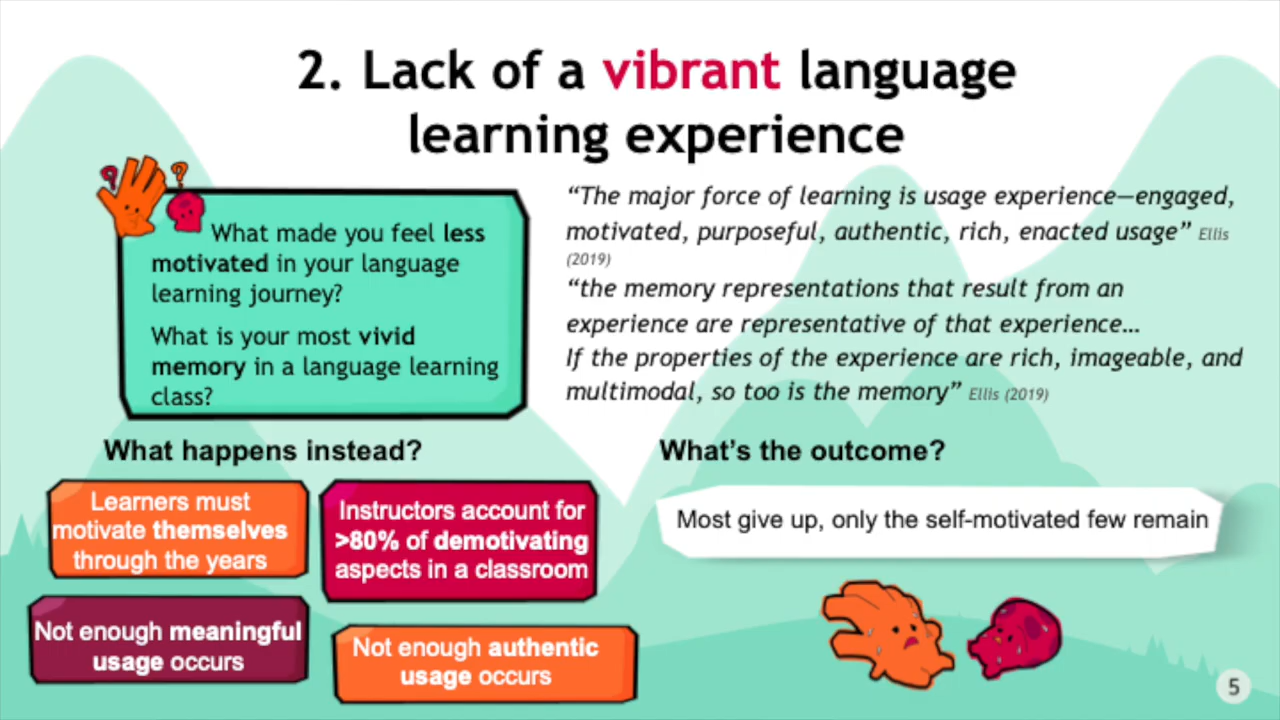 2. Lack of a vibrant language
learning experience
?
?
What made you feel less
motivated in your language
learning journey?
What is your most vivid
memory in a language learning
class?
“The major force of learning is usage experience—engaged,
motivated, purposeful, authentic, rich, enacted usage” Ellis
(2019)
“the memory representations that result from an
experience are representative of that experience…
If the properties of the experience are rich, imageable, and
multimodal, so too is the memory” Ellis (2019)
What happens instead?
Learners must
motivate themselves
through the years
Instructors account for
>80% of demotivating
aspects in a classroom
Not enough meaningful
usage occurs
Not enough authentic
usage occurs
What’s the outcome?
Most give up, only the self-motivated few remain
5